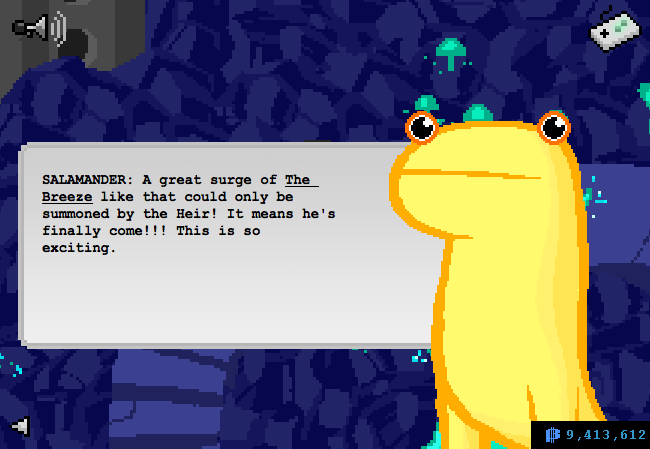 SALAMANDER: A great surge of The
Breeze like that could only be
summoned by the Heir! It means he's
finally come!!! This is so
exciting.
9,413,612